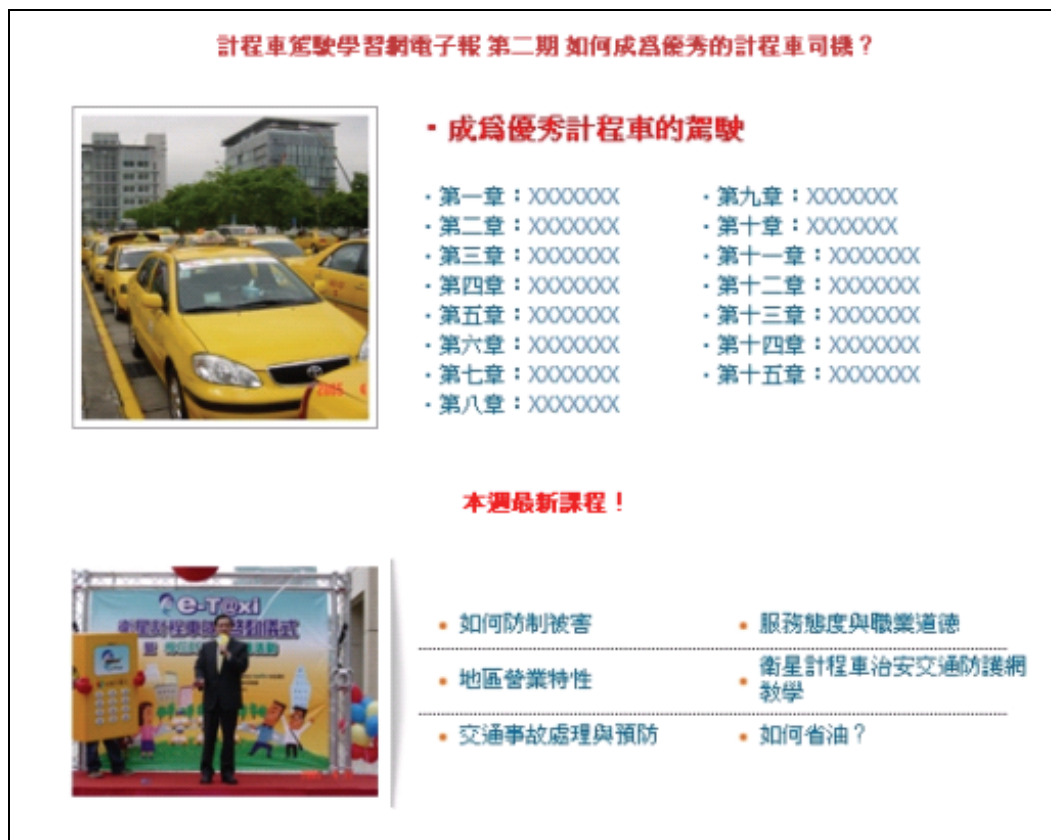 計程車駕駛學習網電子報 第二期 如何成為優秀的計程車司機？
▪ 成為優秀計程車的駕駛
・第一章：XXXXXXX
・第二章：XXXXXXX
・第三章：XXXXXXX
・第四章：XXXXXXX
・第五章：XXXXXXX
・第六章：XXXXXXX
・第七章：XXXXXXX
・第八章：XXXXXXX
・第九章：XXXXXXX
・第十章：XXXXXXX
・第十一章：XXXXXXX
・第十二章：XXXXXXX
・第十三章：XXXXXXX
・第十四章：XXXXXXX
・第十五章：XXXXXXX
2005
本週最新課程！
e-T@xi
衛星計程車
• 如何防制被害
• 服務態度與職業道德
• 地區營業特性
• 衛星計程車治安交通防護網
教學
• 交通事故處理與預防
• 如何省油？